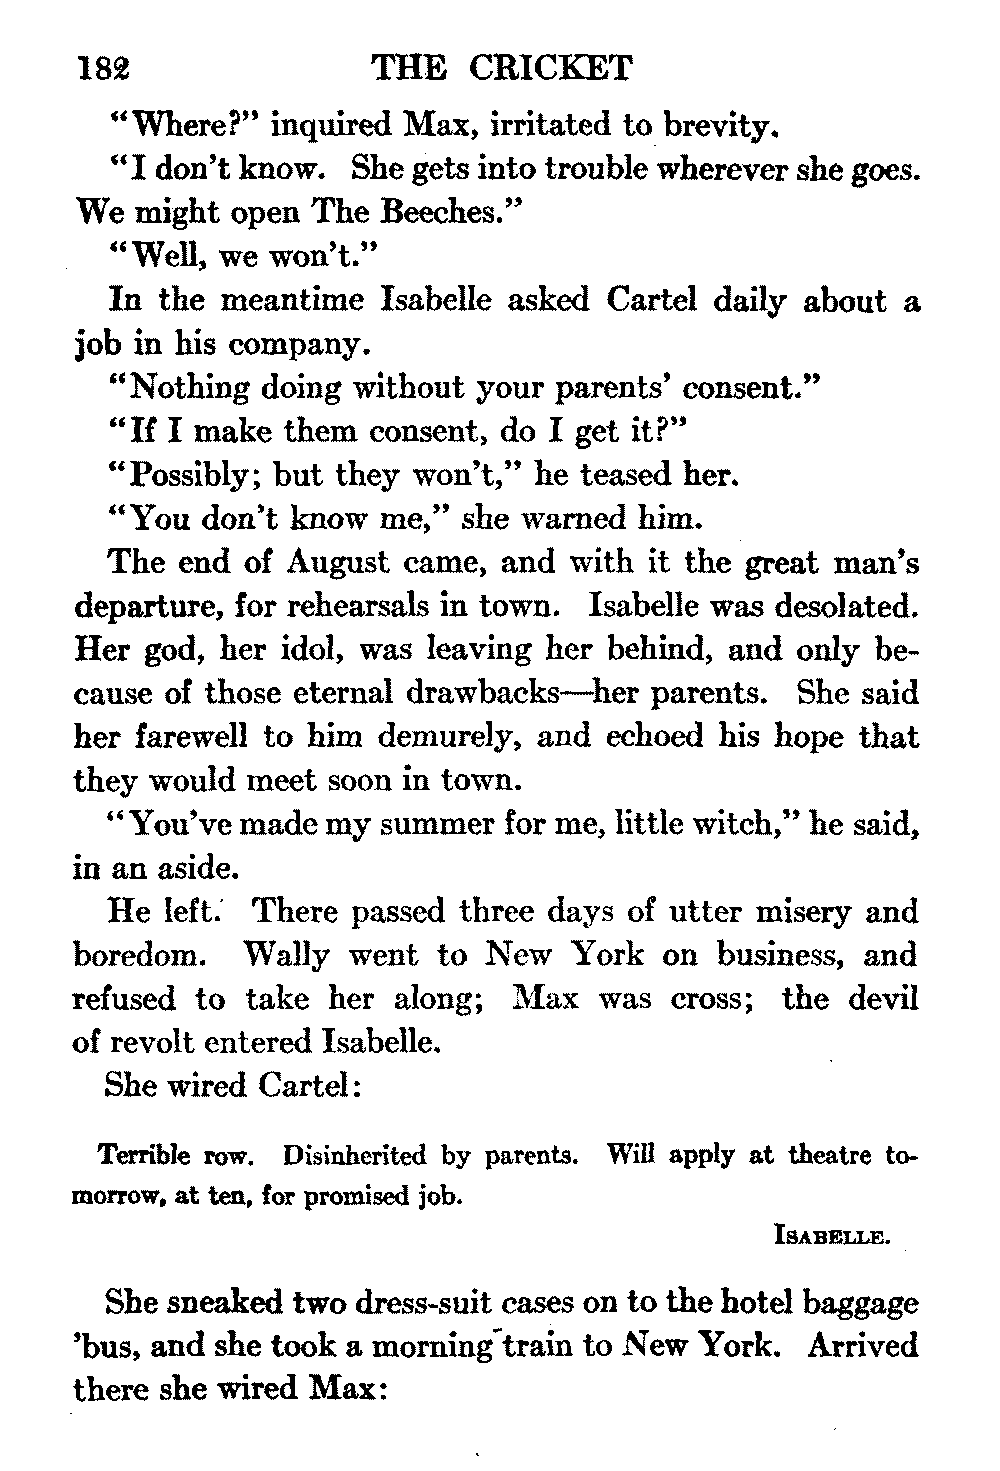 182 THE CRICKET
“Where?” inquired Max, irritated to brevity.
“I don’t know. She gets into trouble wherever she goes.
We might open The Beeches.”
“Well, we won’t.”
In the meantime Isabelle asked Cartel daily about a
job in his company.
“Nothing doing without your parents’ consent.”
“If I make them consent, do I get it?”
“Possibly; but they won’t,” he teased her.
“You don’t know me,” she warned him.
The end of August came, and with it the great man’s
departure, for rehearsals in town. Isabelle was desolated.
Her god, her idol, was leaving her behind, and only be-
cause of those eternal drawbacks—her parents. She said
her farewell to him demurely, and echoed his hope that
they would meet soon in town.
“You’ve made my summer for me, little witch,” he said,
in an aside.
He left. There passed three days of utter misery and
boredom. Wally went to New York on business, and
refused to take her along; Max was cross; the devil
of revolt entered Isabelle.
She wired Cartel:
Terrible row. Disinherited by parents. Will apply at theatre to-
morrow, at ten, for promised job.
ISABELLE.
She sneaked two dress-suit cases on to the hotel baggage
’bus, and she took a morning train to New York. Arrived
there she wired Max: